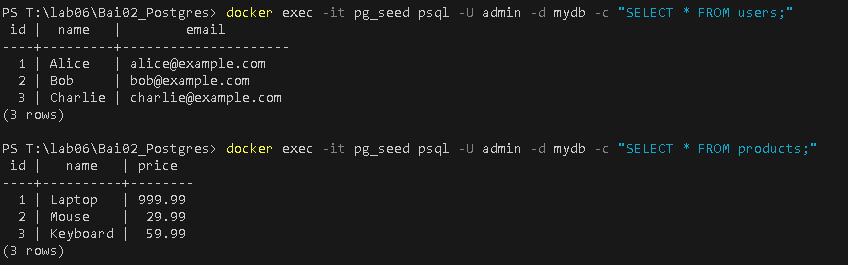 PS T:\lab06\Bai02_Postgres> docker exec -it pg_seed psql -U admin -d mydb -c "SELECT * FROM users;"
 id |  name   |        email
----+---------+---------------------
  1 | Alice   | alice@example.com
  2 | Bob     | bob@example.com
  3 | Charlie | charlie@example.com
(3 rows)

PS T:\lab06\Bai02_Postgres> docker exec -it pg_seed psql -U admin -d mydb -c "SELECT * FROM products;"
 id |   name   | price
----+----------+--------
  1 | Laptop   | 999.99
  2 | Mouse    |  29.99
  3 | Keyboard |  59.99
(3 rows)